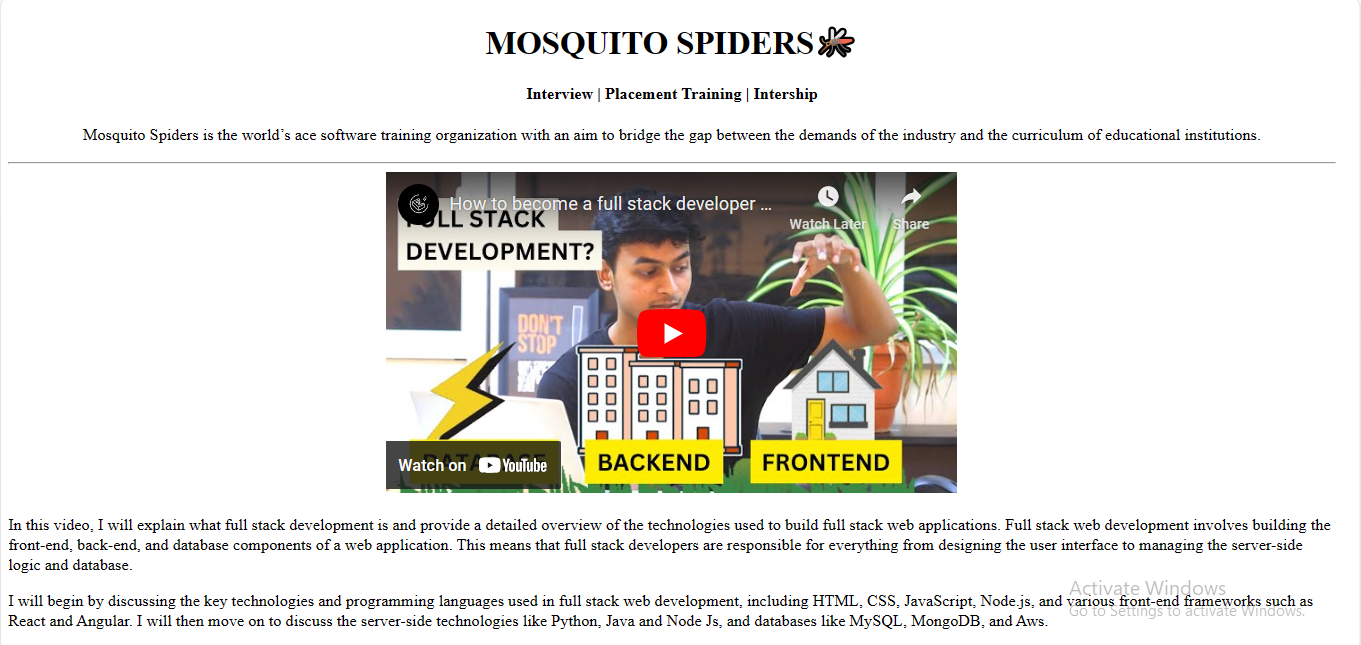 MOSQUITO SPIDERS
Interview | Placement Training | Intership
Mosquito Spiders is the world’s ace software training organization with an aim to bridge the gap between the demands of the industry and the curriculum of educational institutions.
How to become a full stack developer ...
Watch Later
Share
FULL STACK
DEVELOPMENT?
DON'T
STOP
DATABASE
Watch on YouTube
BACKEND
FRONTEND
In this video, I will explain what full stack development is and provide a detailed overview of the technologies used to build full stack web applications. Full stack web development involves building the
front-end, back-end, and database components of a web application. This means that full stack developers are responsible for everything from designing the user interface to managing the server-side
logic and database.
I will begin by discussing the key technologies and programming languages used in full stack web development, including HTML, CSS, JavaScript, Node.js, and various front-end frameworks such as
React and Angular. I will then move on to discuss the server-side technologies like Python, Java and Node Js, and databases like MySQL, MongoDB, and Aws.
Activate Windows
Go to Settings to activate Windows.